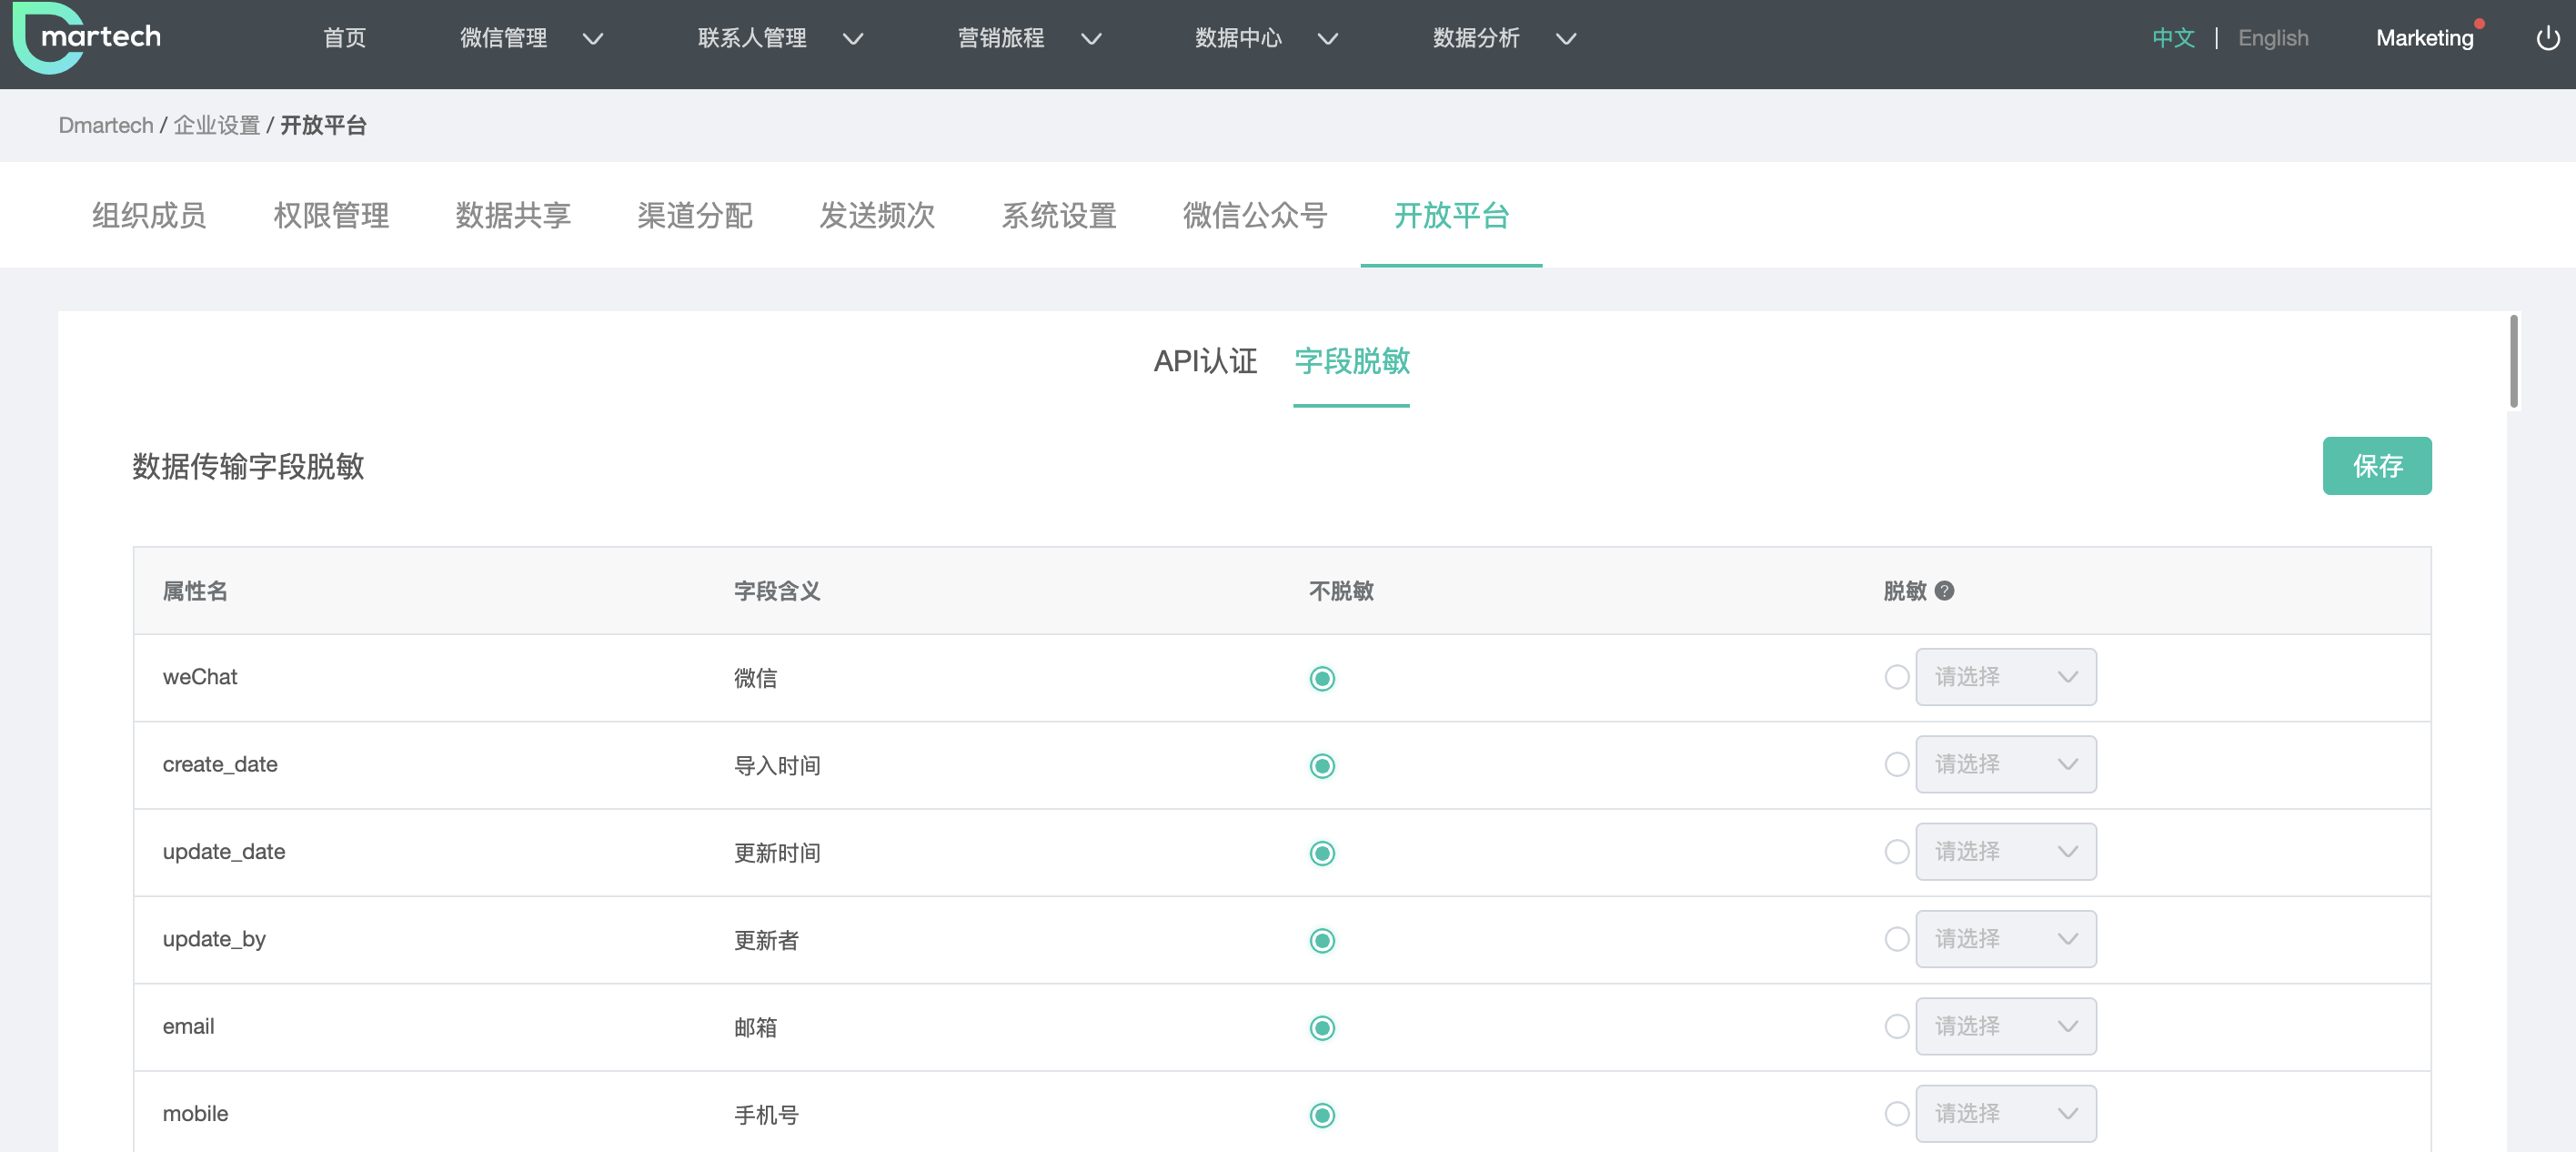 martech 首页 微信管理 联系人管理 营销旅程 数据中心 数据分析 中文 | English Marketing
Dmartech / 企业设置 / 开放平台
组织成员 权限管理 数据共享 渠道分配 发送频次 系统设置 微信公众号 开放平台
API认证 字段脱敏
数据传输字段脱敏 保存
属性名 字段含义 不脱敏 脱敏 ?
weChat 微信 请选择
create_date 导入时间 请选择
update_date 更新时间 请选择
update_by 更新者 请选择
email 邮箱 请选择
mobile 手机号 请选择